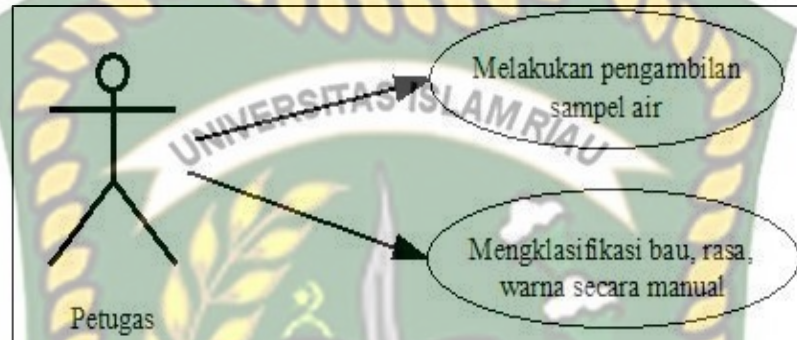 Melakukan pengambilan
sampel air
UNIVERSITAS ISLAM RIAU
Mengklasifikasi bau, rasa,
warna secara manual
Petugas